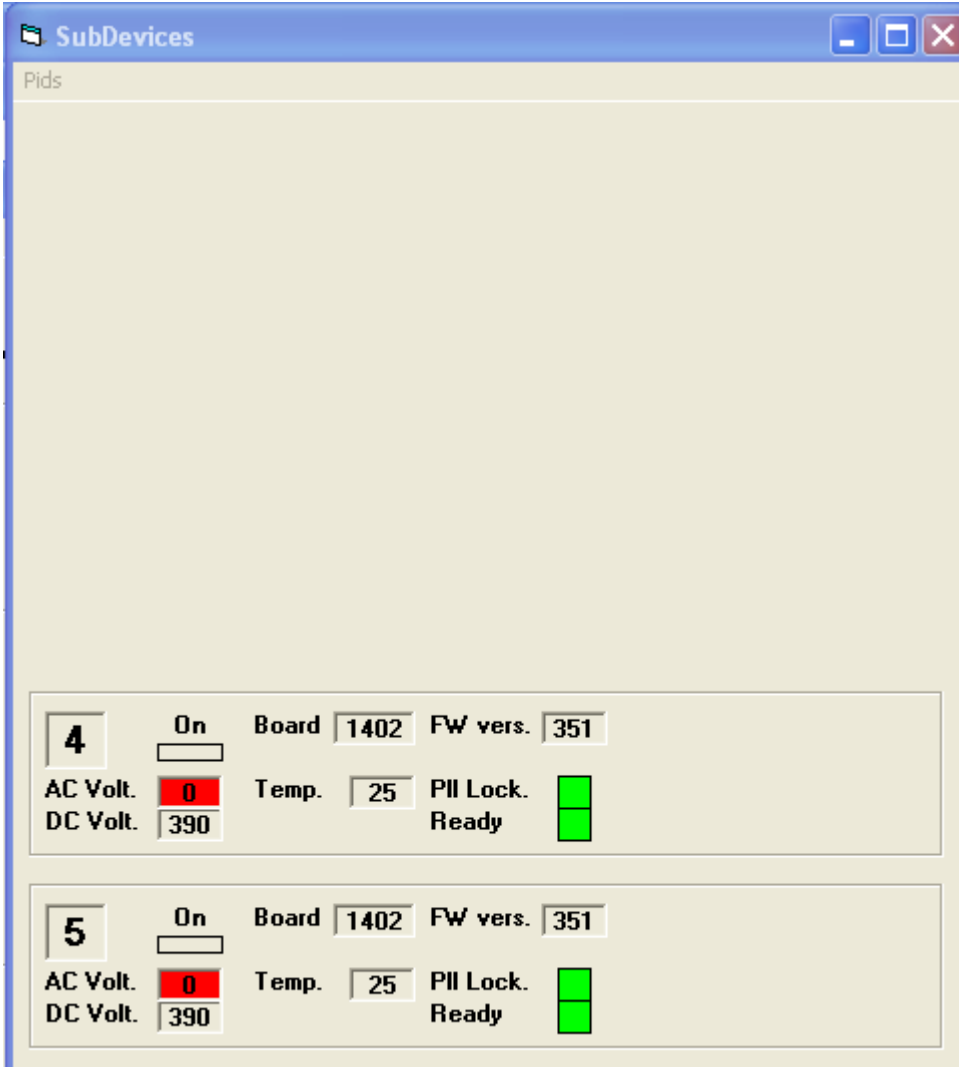 SubDevices
Pids
4 On Board 1402 FW vers. 351
AC Volt. 0 Temp. 25 Pll Lock.
DC Volt. 390 Ready
5 On Board 1402 FW vers. 351
AC Volt. 0 Temp. 25 Pll Lock.
DC Volt. 390 Ready